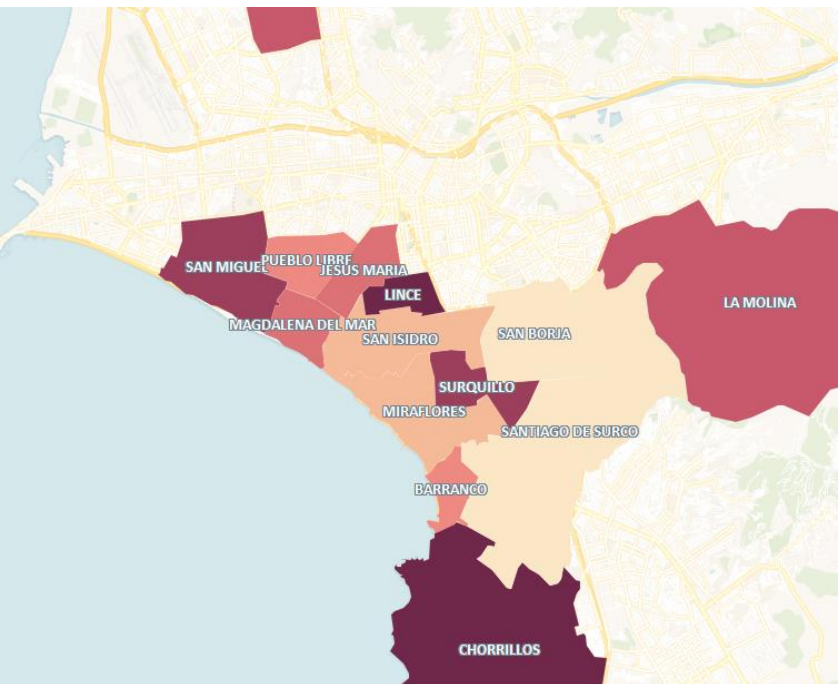 PUEBLO LIBRE
SAN MIGUEL
JESUS MARIA
LINCE
LA MOLINA
MAGDALENA DEL MAR
SAN ISIDRO
SAN BORJA
SURQUILLO
MIRAFLORES
SANTIAGO DE SURCO
BARRANCO
CHORRILLOS